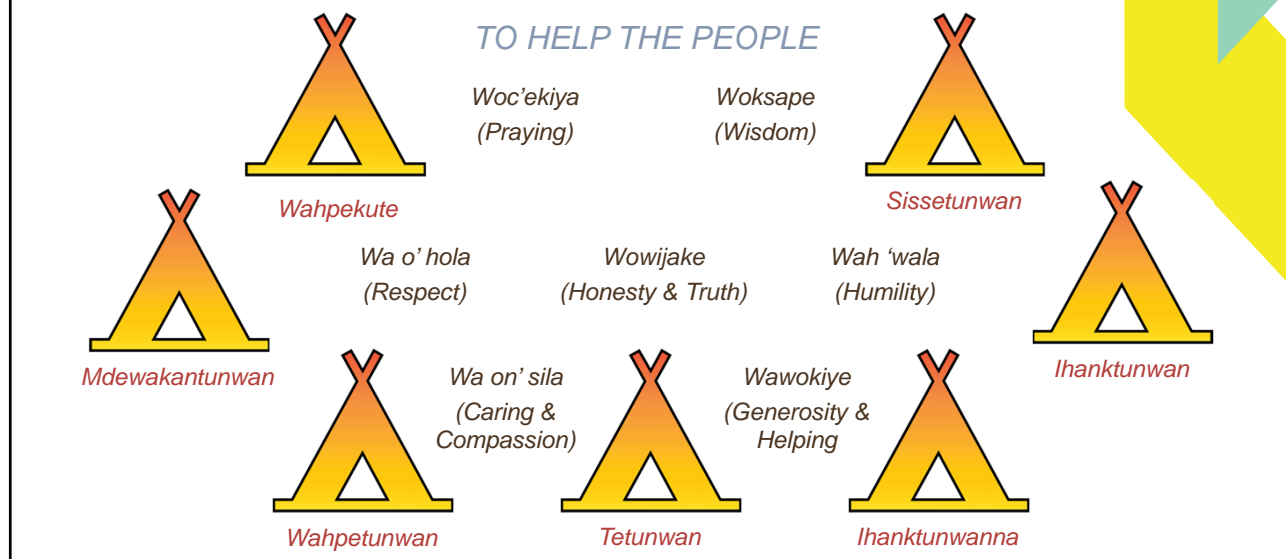 TO HELP THE PEOPLE
Woc’ekiya
(Praying)
Woksape
(Wisdom)
Wahpekute
Sissetunwan
Wa o’ hola
(Respect)
Wowijake
(Honesty & Truth)
Wah ‘wala
(Humility)
Mdewakantunwan
Ihanktunwan
Wa on’ sila
(Caring &
Compassion)
Wawokiye
(Generosity &
Helping
Wahpetunwan
Tetunwan
Ihanktunwanna